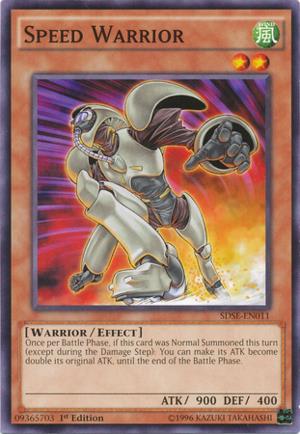 SPEED WARRIOR
WIND
風
SDSE-EN011
[WARRIOR / EFFECT]
Once per Battle Phase, if this card was Normal Summoned this turn
(except during the Damage Step): You can make its ATK become
double its original ATK, until the end of the Battle Phase.
ATK/ 900 DEF/ 400
09365703 1st Edition ©1996 KAZUKI TAKAHASHI